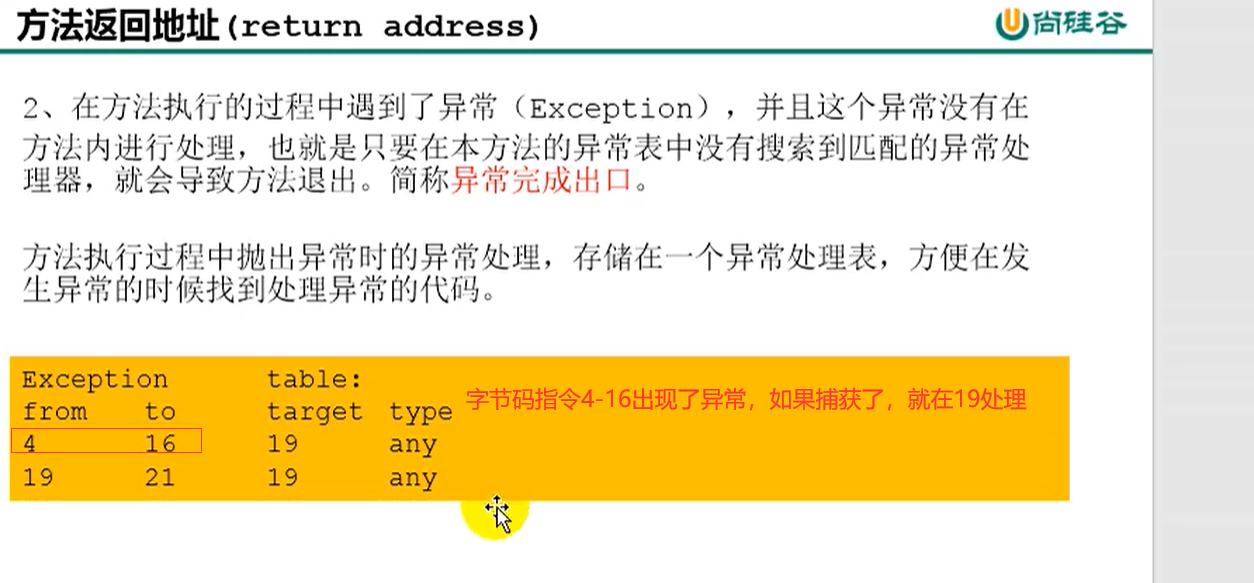 方法返回地址(return address)
尚硅谷
2、在方法执行的过程中遇到了异常（Exception），并且这个异常没有在
方法内进行处理，也就是只要在本方法的异常表中没有搜索到匹配的异常处
理器，就会导致方法退出。简称异常完成出口。
方法执行过程中抛出异常时的异常处理，存储在一个异常处理表，方便在发
生异常的时候找到处理异常的代码。
Exception table:
from to target type
字节码指令4-16出现了异常，如果捕获了，就在19处理
4 16 19 any
19 21 19 any